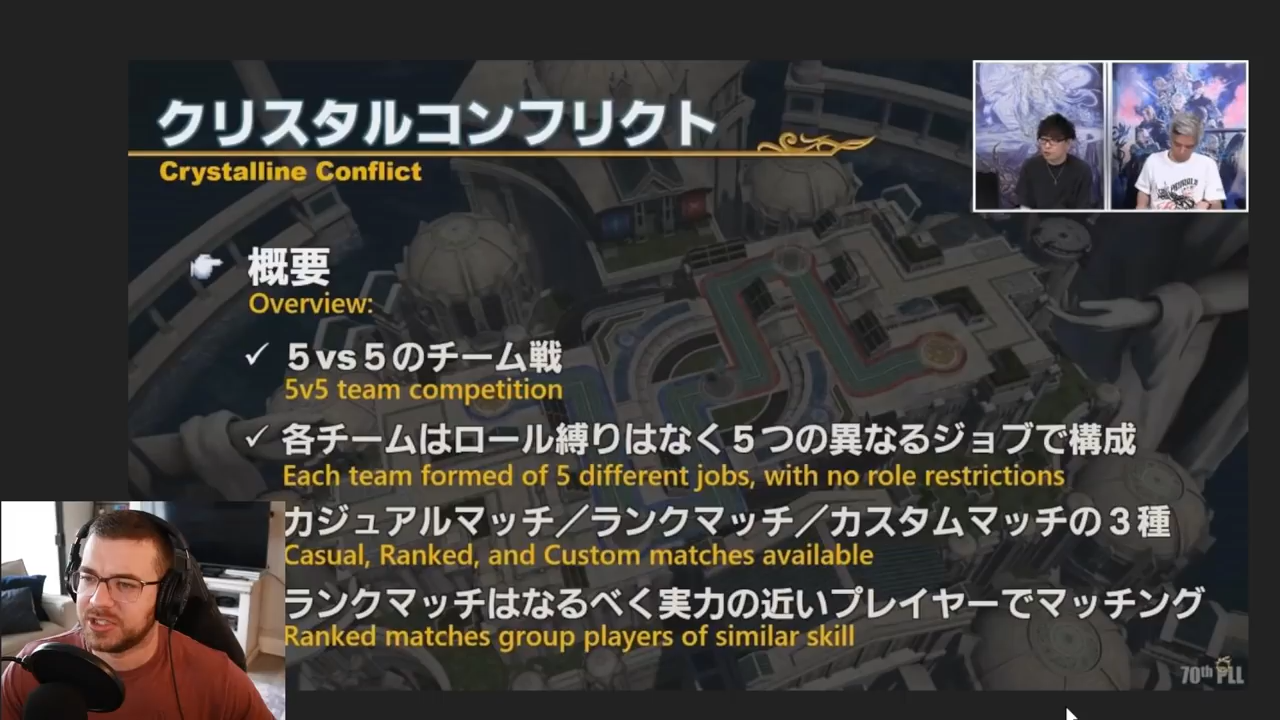 クリスタルコンフリクト
Crystalline Conflict
概要
Overview:
5vs5のチーム戦
5v5 team competition
各チームはロール縛りはなく5つの異なるジョブで構成
Each team formed of 5 different jobs, with no role restrictions
カジュアルマッチ／ランクマッチ／カスタムマッチの3種
Casual, Ranked, and Custom matches available
ランクマッチはなるべく実力の近いプレイヤーでマッチング
Ranked matches group players of similar skill
70th PLL